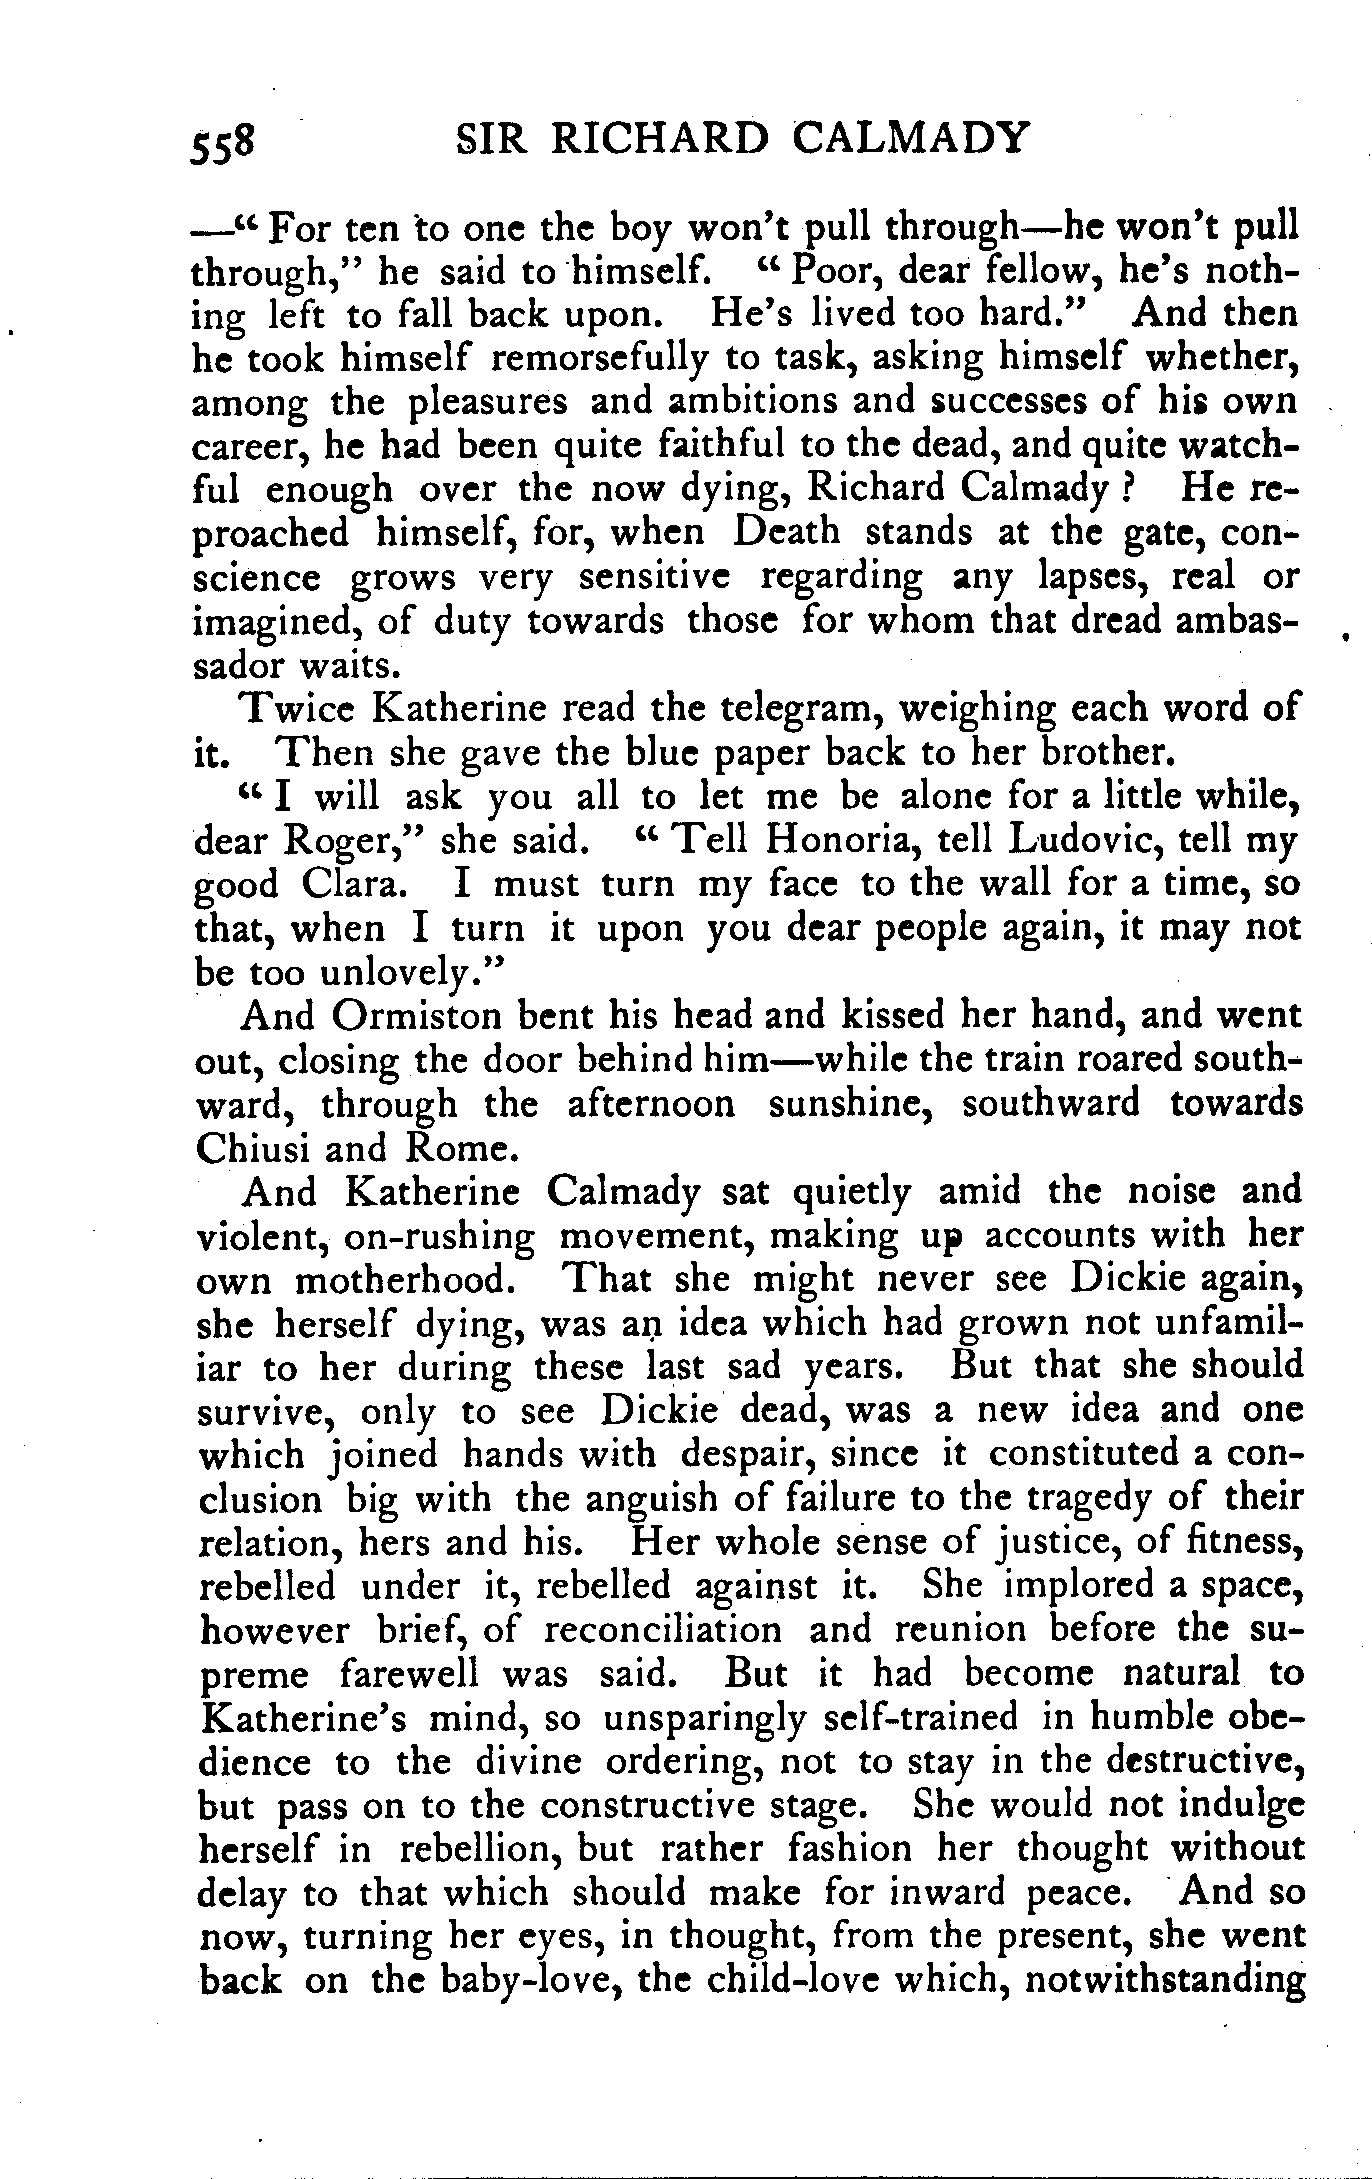 558 SIR RICHARD CALMADY
—“ For ten to one the boy won’t pull through—he won’t pull
through,” he said to himself. “ Poor, dear fellow, he’s noth-
ing left to fall back upon. He’s lived too hard.” And then
he took himself remorsefully to task, asking himself whether,
among the pleasures and ambitions and successes of his own
career, he had been quite faithful to the dead, and quite watch-
ful enough over the now dying, Richard Calmady ? He re-
proached himself, for, when Death stands at the gate, con-
science grows very sensitive regarding any lapses, real or
imagined, of duty towards those for whom that dread ambas-
sador waits.
Twice Katherine read the telegram, weighing each word of
it. Then she gave the blue paper back to her brother.
“ I will ask you all to let me be alone for a little while,
dear Roger,” she said. “ Tell Honoria, tell Ludovic, tell my
good Clara. I must turn my face to the wall for a time, so
that, when I turn it upon you dear people again, it may not
be too unlovely.”
And Ormiston bent his head and kissed her hand, and went
out, closing the door behind him—while the train roared south-
ward, through the afternoon sunshine, southward towards
Chiusi and Rome.
And Katherine Calmady sat quietly amid the noise and
violent, on-rushing movement, making up accounts with her
own motherhood. That she might never see Dickie again,
she herself dying, was an idea which had grown not unfamil-
iar to her during these last sad years. But that she should
survive, only to see Dickie dead, was a new idea and one
which joined hands with despair, since it constituted a con-
clusion big with the anguish of failure to the tragedy of their
relation, hers and his. Her whole sense of justice, of fitness,
rebelled under it, rebelled against it. She implored a space,
however brief, of reconciliation and reunion before the su-
preme farewell was said. But it had become natural to
Katherine’s mind, so unsparingly self-trained in humble obe-
dience to the divine ordering, not to stay in the destructive,
but pass on to the constructive stage. She would not indulge
herself in rebellion, but rather fashion her thought without
delay to that which should make for inward peace. And so
now, turning her eyes, in thought, from the present, she went
back on the baby-love, the child-love which, notwithstanding